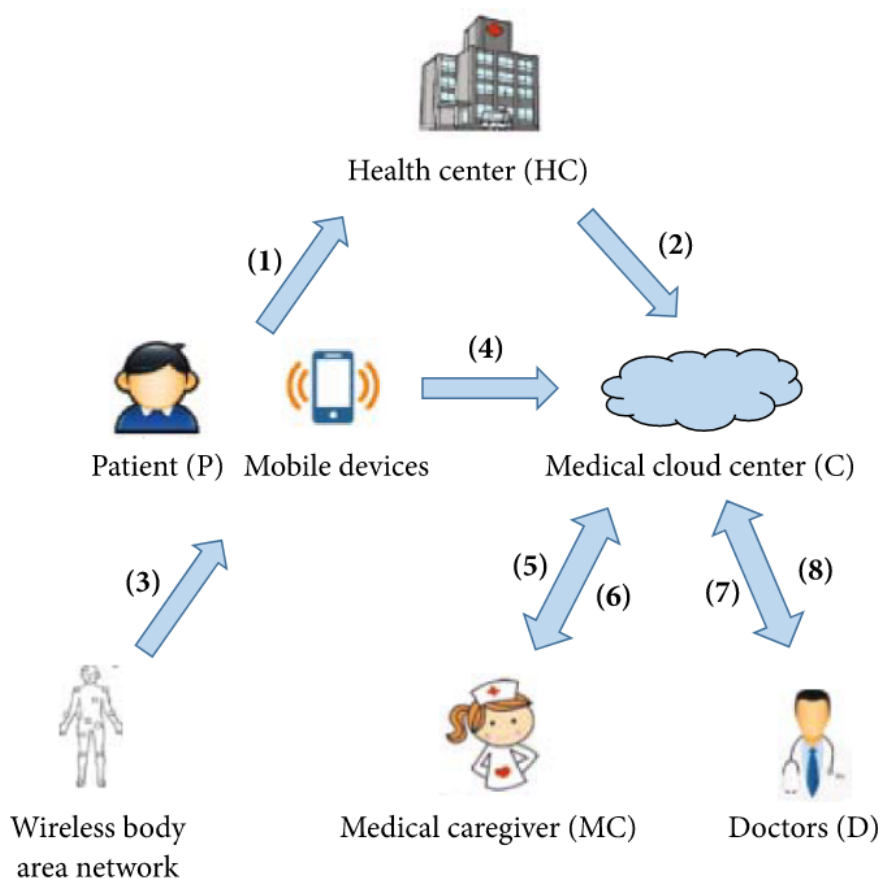 Health center (HC)
(1)
(2)
(4)
Patient (P)
Mobile devices
Medical cloud center (C)
(3)
(5)
(6)
(7)
(8)
Wireless body
area network
Medical caregiver (MC)
Doctors (D)